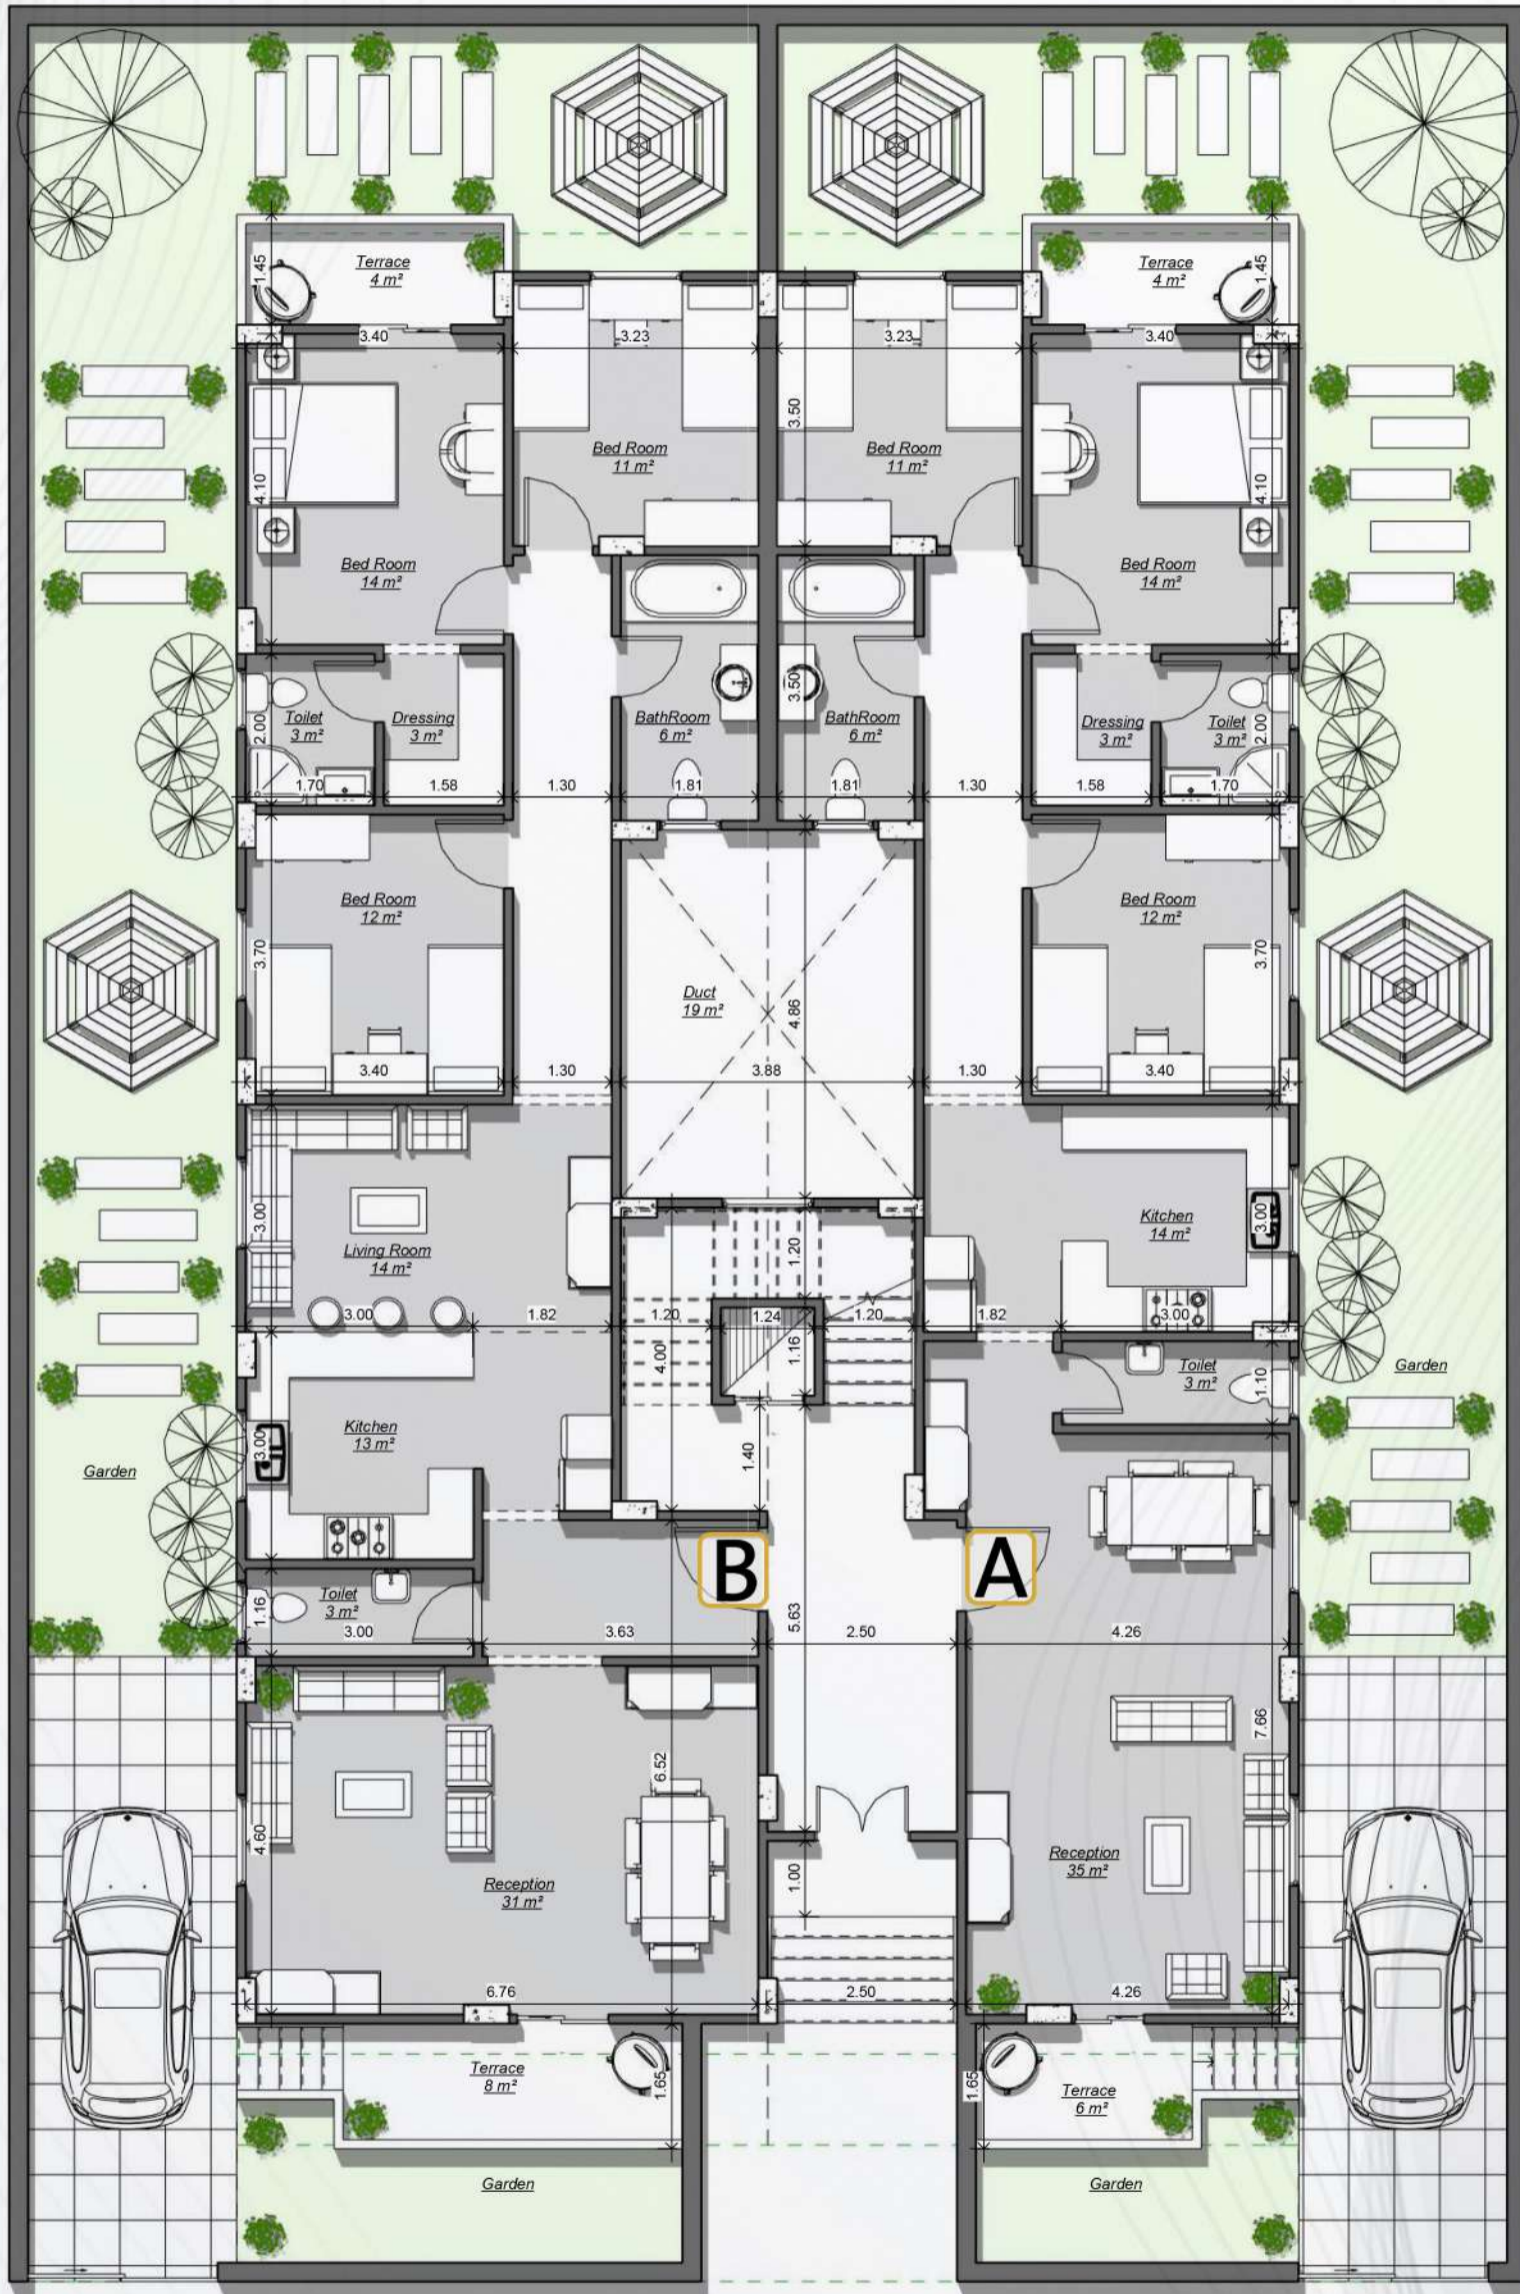 Terrace
4 m²
Terrace
4 m²
1.45
1.45
3.40
3.23
3.23
3.40
3.50
Bed Room
11 m²
Bed Room
11 m²
4.10
4.10
Bed Room
14 m²
Bed Room
14 m²
3.50
Toilet
3 m²
Dressing
3 m²
BathRoom
6 m²
BathRoom
6 m²
Dressing
3 m²
Toilet
3 m²
2.00
2.00
1.70
1.58
1.30
1.81
1.81
1.30
1.58
1.70
Bed Room
12 m²
Bed Room
12 m²
3.70
3.70
Duct
19 m²
4.86
3.40
1.30
3.88
1.30
3.40
3.00
Living Room
14 m²
1.20
Kitchen
14 m²
3.00
3.00
1.82
1.20
1.24
1.20
1.82
3.00
4.00
1.16
Toilet
3 m²
1.10
Garden
Kitchen
13 m²
3.00
1.40
Garden
B
A
Toilet
3 m²
1.16
5.63
3.00
3.63
2.50
4.26
7.66
6.52
4.60
Reception
31 m²
1.00
Reception
35 m²
6.76
2.50
4.26
Terrace
8 m²
1.65
1.65
Terrace
6 m²
Garden
Garden